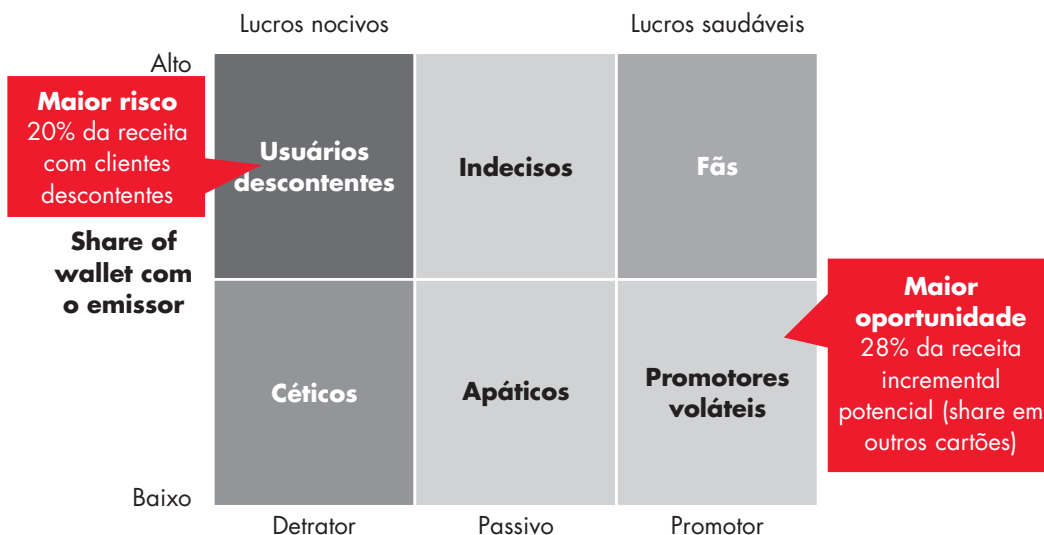 Lucros nocivos
Lucros saudáveis
Alto
Maior risco
20% da receita
com clientes
descontentes
Usuários
descontentes
Indecisos
Fãs
Share of
wallet com
o emissor
Maior
oportunidade
28% da receita
incremental
potencial (share em
outros cartões)
Céticos
Apáticos
Promotores
voláteis
Baixo
Detrator
Passivo
Promotor